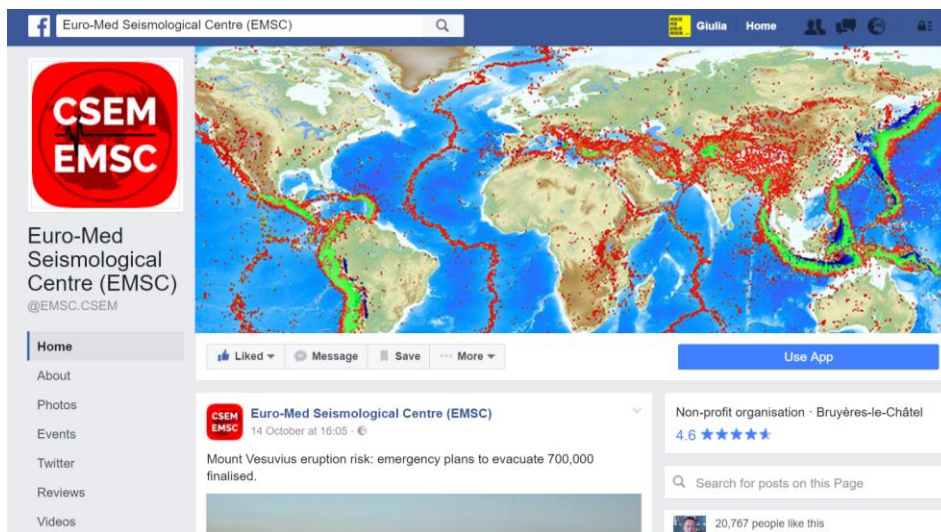 Euro-Med Seismological Centre (EMSC)
Giulia
Home
CSEM
EMSC
Euro-Med
Seismological
Centre (EMSC)
@EMSC.CSEM
Home
About
Photos
Events
Twitter
Reviews
Videos
Liked
Message
Save
More
Use App
CSEM
EMSC
Euro-Med Seismological Centre (EMSC)
14 October at 16:05 ·
Mount Vesuvius eruption risk: emergency plans to evacuate 700,000
finalised.
Non-profit organisation · Bruyères-le-Châtel
4.6
Search for posts on this Page
20,767 people like this